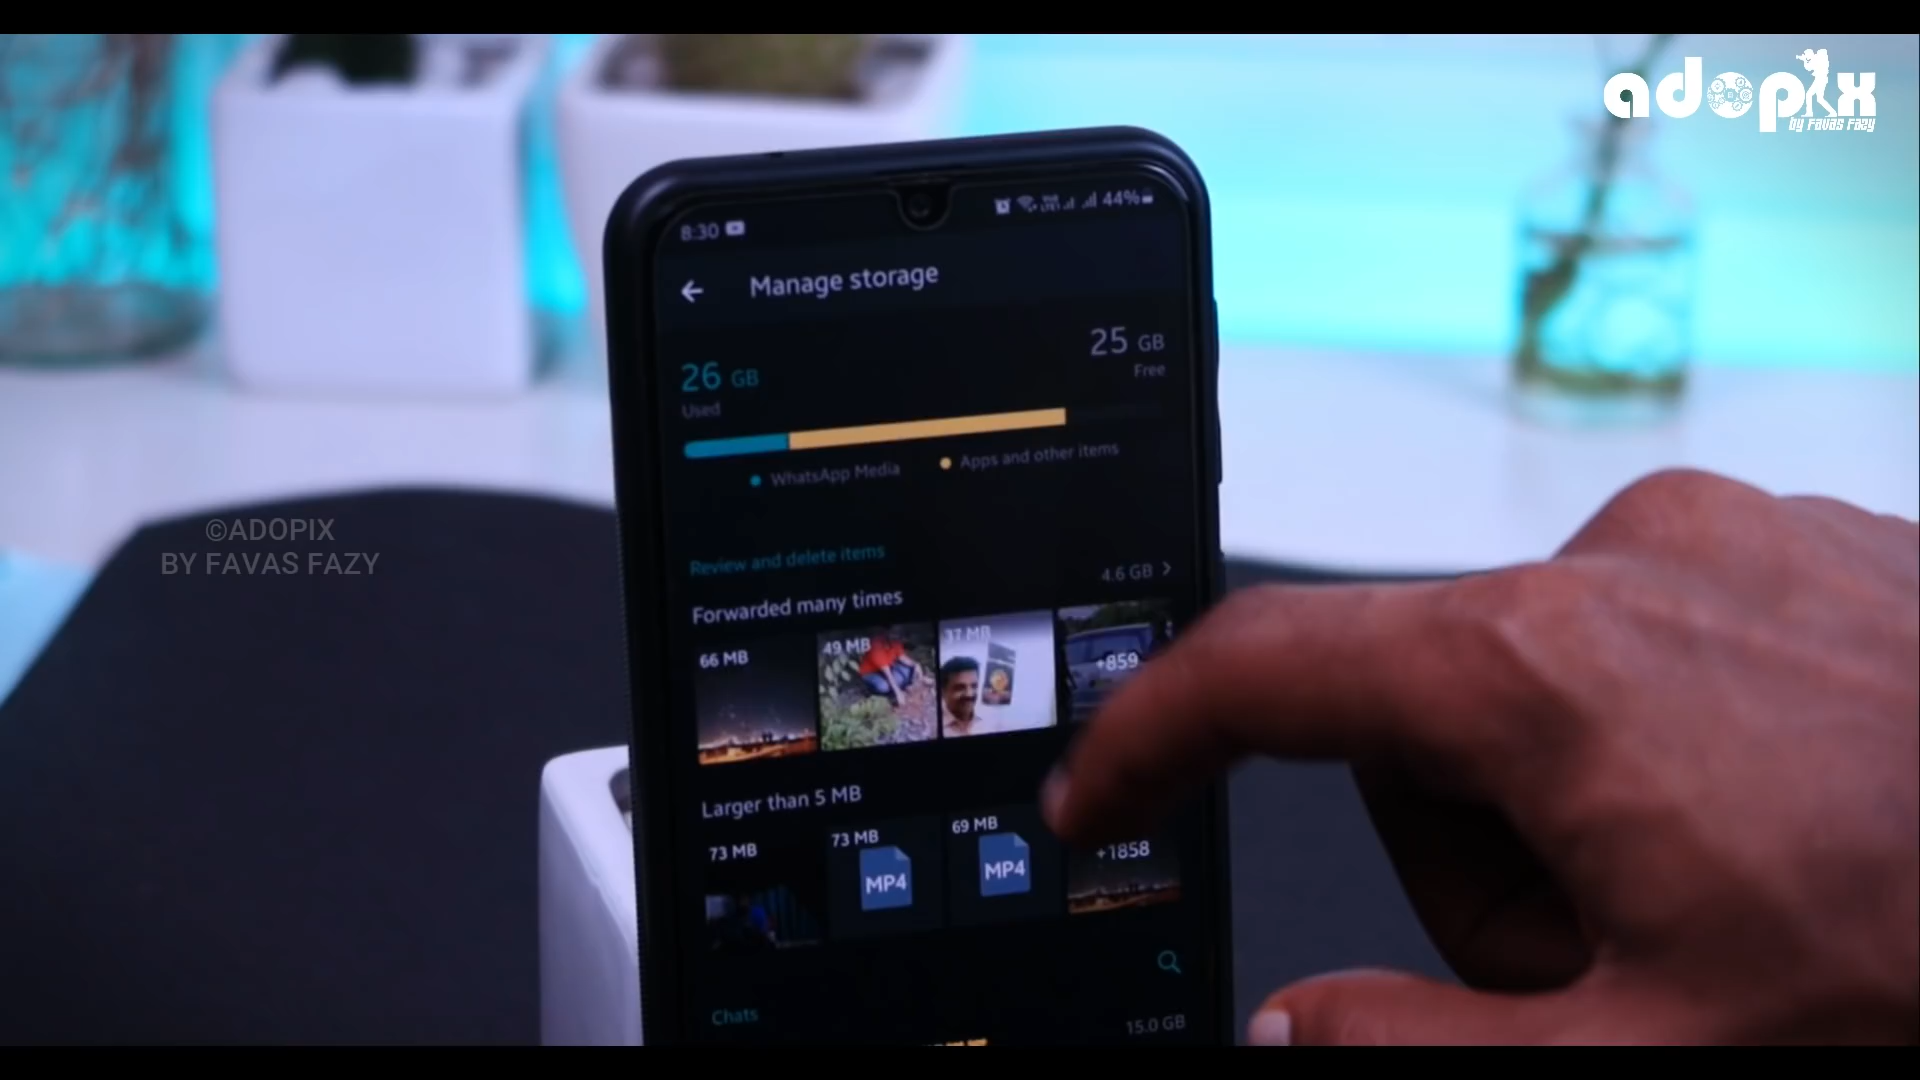 adopix
by FAVAS FAZY
8:30
44%
Manage storage
26 GB
Used
25 GB
Free
WhatsApp Media
Apps and other items
Review and delete items
Forwarded many times
4.6 GB
66 MB
49 MB
37 MB
+859
Larger than 5 MB
73 MB
73 MB
MP4
69 MB
MP4
+1858
Chats
15.0 GB
©ADOPIX
BY FAVAS FAZY